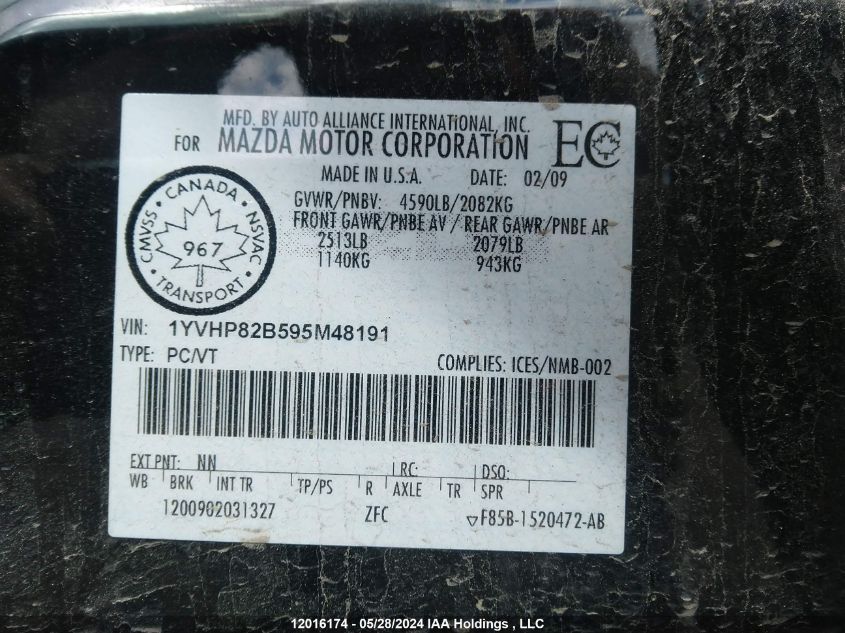 MFD. BY AUTO ALLIANCE INTERNATIONAL, INC.
FOR MAZDA MOTOR CORPORATION EC
MADE IN U.S.A. DATE: 02/09
GVWR/PNBV: 4590LB/2082KG
FRONT GAWR/PNBE AV / REAR GAWR/PNBE AR
2513LB 2079LB
1140KG 943KG
CANADA
CMVSS 967 NSVAC
TRANSPORT
VIN: 1YVHP82B595M48191
TYPE: PC/VT COMPLIES: ICES/NMB-002
EXT PNT: NN RC: DSO:
WB BRK INT TR TP/PS R AXLE TR SPR
1200902031327 ZFC F85B-1520472-AB
12016174 - 05/28/2024 IAA Holdings , LLC